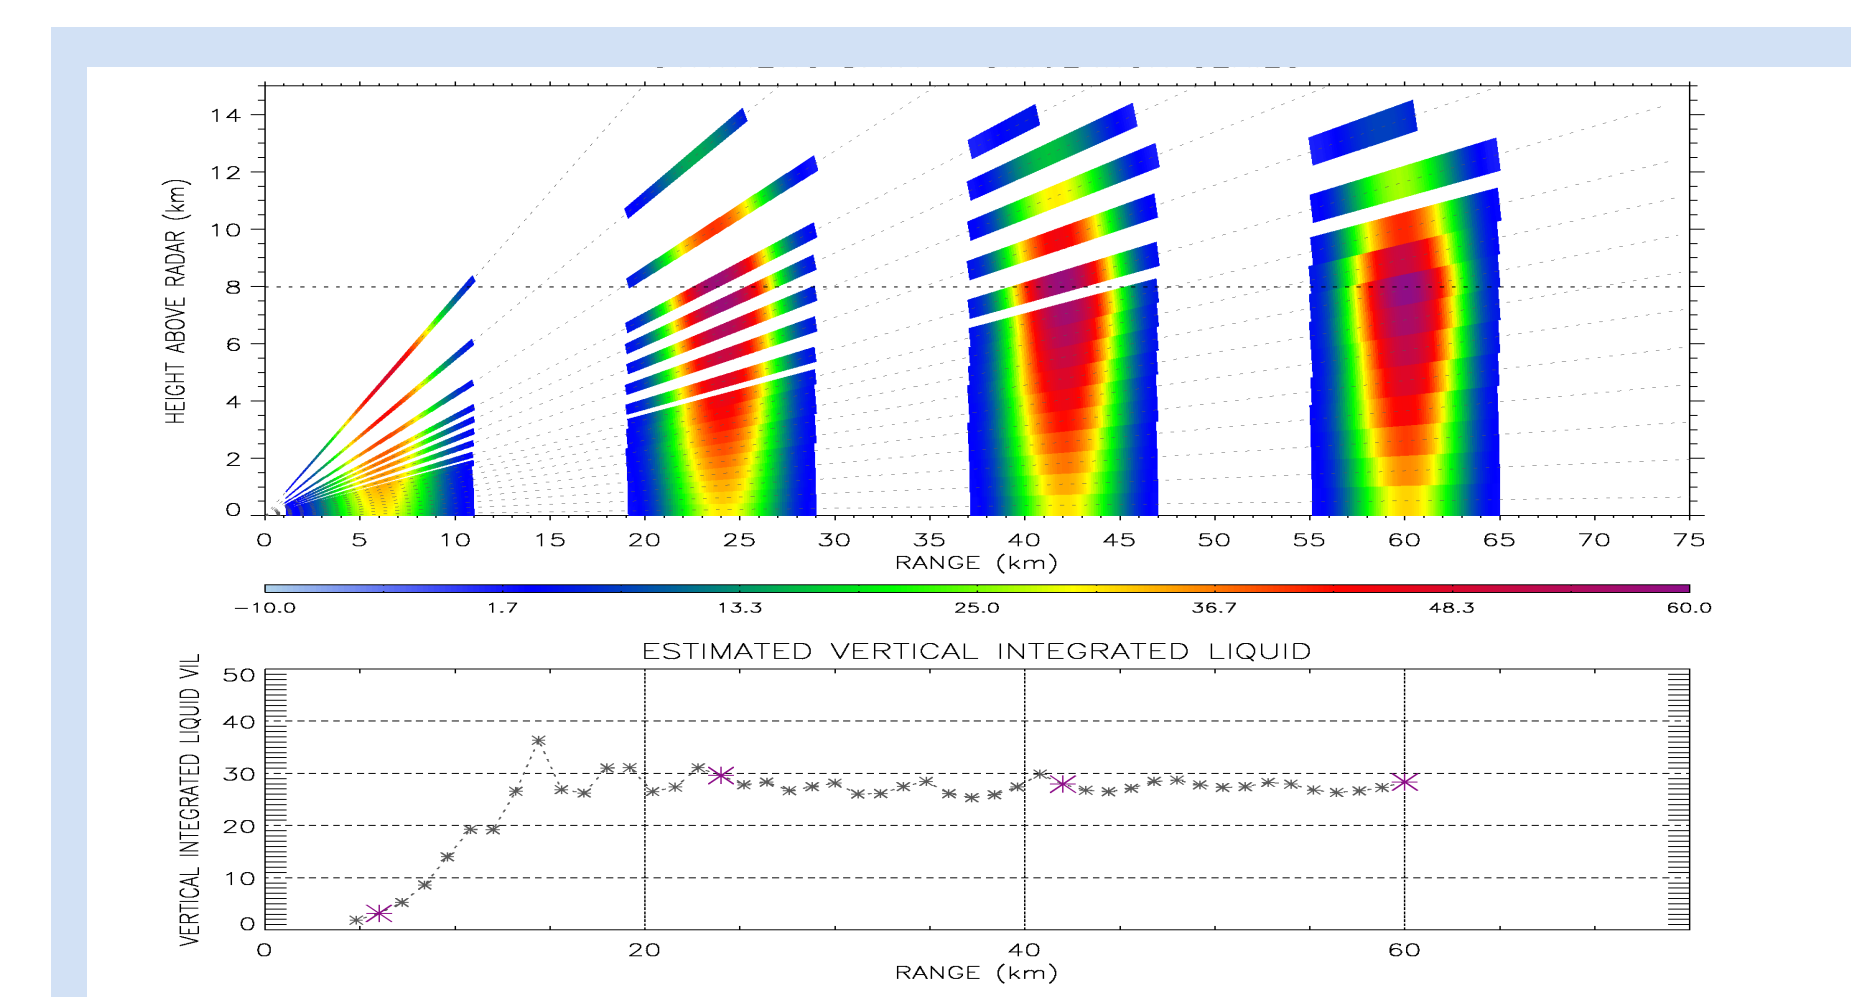 HEIGHT ABOVE RADAR (km)
14
12
10
8
6
4
2
0
0 5 10 15 20 25 30 35 40 45 50 55 60 65 70 75
RANGE (km)
−10.0 1.7 13.3 25.0 36.7 48.3 60.0
ESTIMATED VERTICAL INTEGRATED LIQUID
VERTICAL INTEGRATED LIQUID VIL
50
40
30
20
10
0
0 20 40 60
RANGE (km)